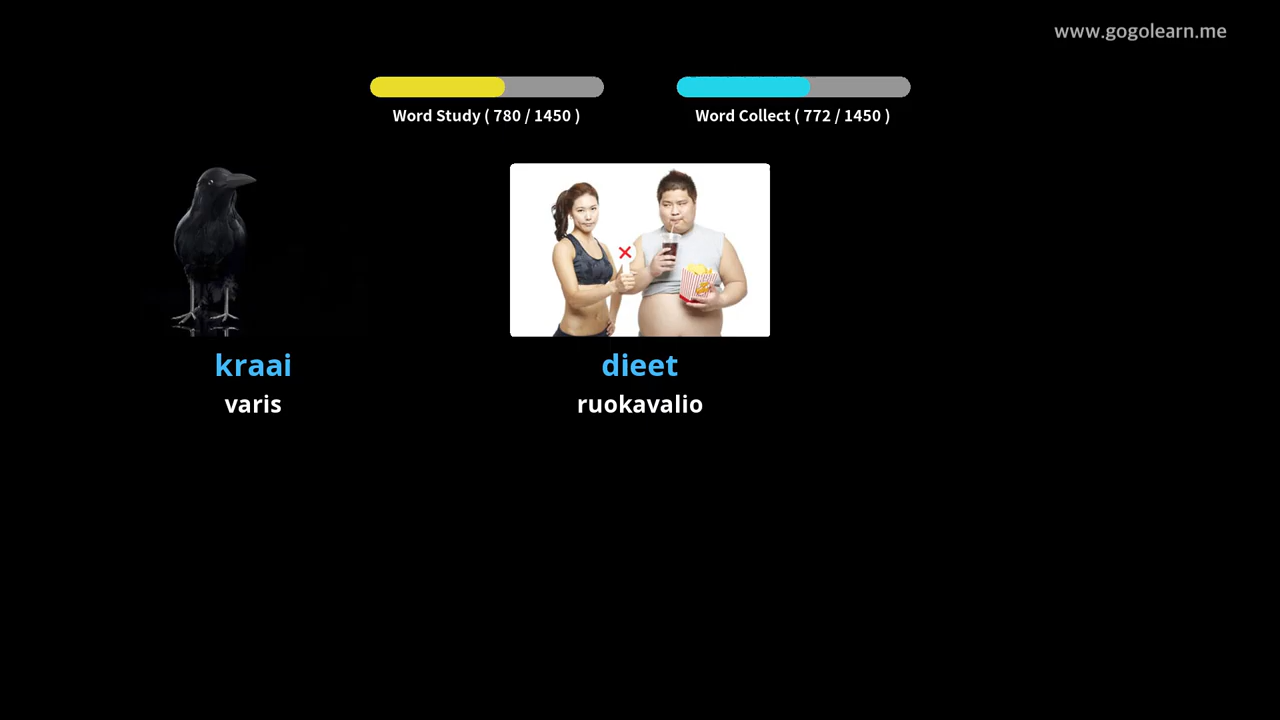 www.gogolearn.me
Word Study ( 780 / 1450 )
Word Collect ( 772 / 1450 )
kraai
varis
dieet
ruokavalio